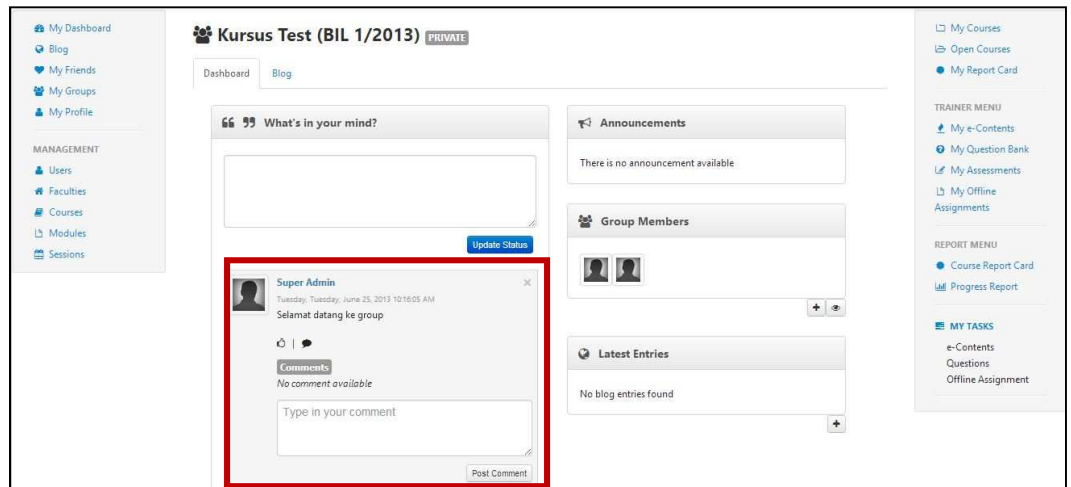 My Dashboard
Blog
My Friends
My Groups
My Profile
MANAGEMENT
Users
Faculties
Courses
Modules
Sessions
Kursus Test (BIL 1/2013) PRIVATE
Dashboard Blog
What's in your mind?
Update Status
Super Admin
Tuesday, Tuesday, June 25, 2013 10:16:05 AM
Selamat datang ke group
|
Comments
No comment available
Type in your comment
Post Comment
Announcements
There is no announcement available
Group Members
Latest Entries
No blog entries found
My Courses
Open Courses
My Report Card
TRAINER MENU
My e-Contents
My Question Bank
My Assessments
My Offline
Assignments
REPORT MENU
Course Report Card
Progress Report
MY TASKS
e-Contents
Questions
Offline Assignment